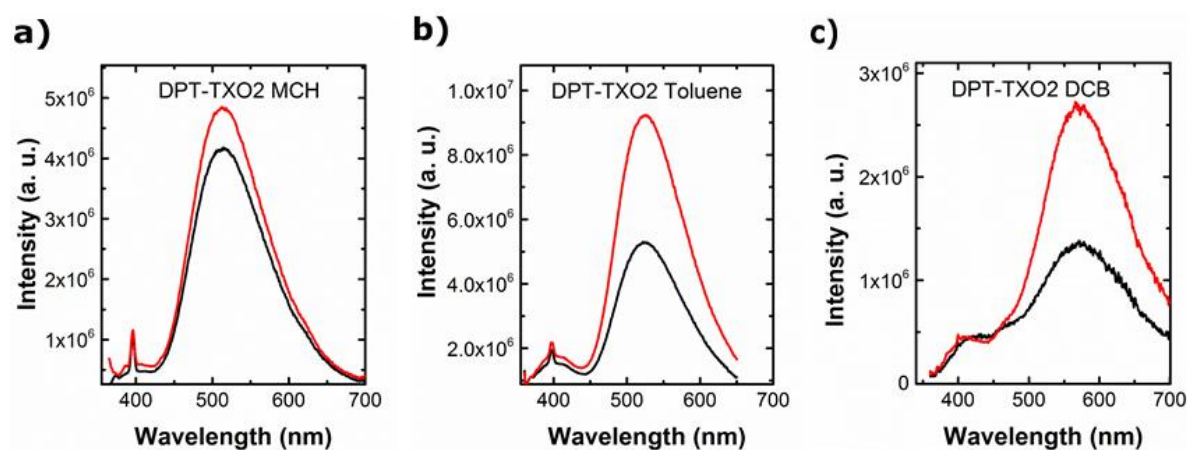 a)
DPT-TXO2 MCH
5x10⁶
4x10⁶
3x10⁶
2x10⁶
1x10⁶
Intensity (a. u.)
400 500 600 700
Wavelength (nm)
b)
DPT-TXO2 Toluene
1.0x10⁷
8.0x10⁶
6.0x10⁶
4.0x10⁶
2.0x10⁶
Intensity (a. u.)
400 500 600 700
Wavelength (nm)
c)
DPT-TXO2 DCB
3x10⁶
2x10⁶
1x10⁶
0
Intensity (a. u.)
400 500 600 700
Wavelength (nm)